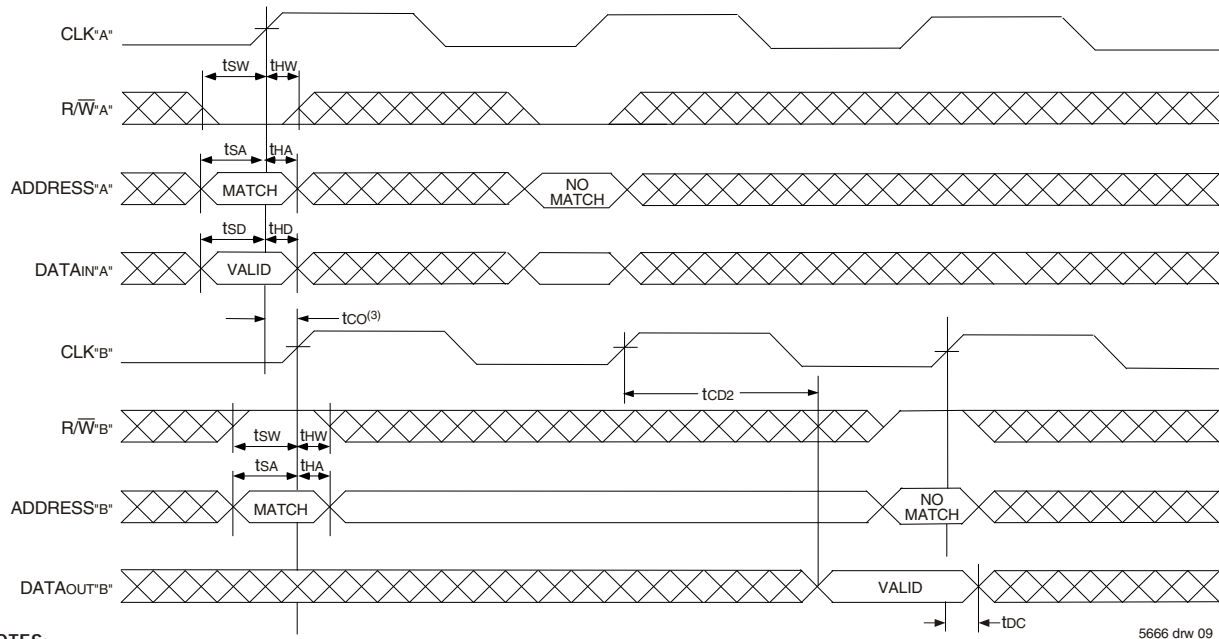 CLK"A"
tSW tHW
R/W̅"A"
tSA tHA
ADDRESS"A" MATCH NO MATCH
tSD tHD
DATAIN"A" VALID
tCO(3)
CLK"B"
tCD2
R/W̅"B"
tSW tHW
tSA tHA
ADDRESS"B" MATCH NO MATCH
DATAOUT"B" VALID
tDC
5666 drw 09